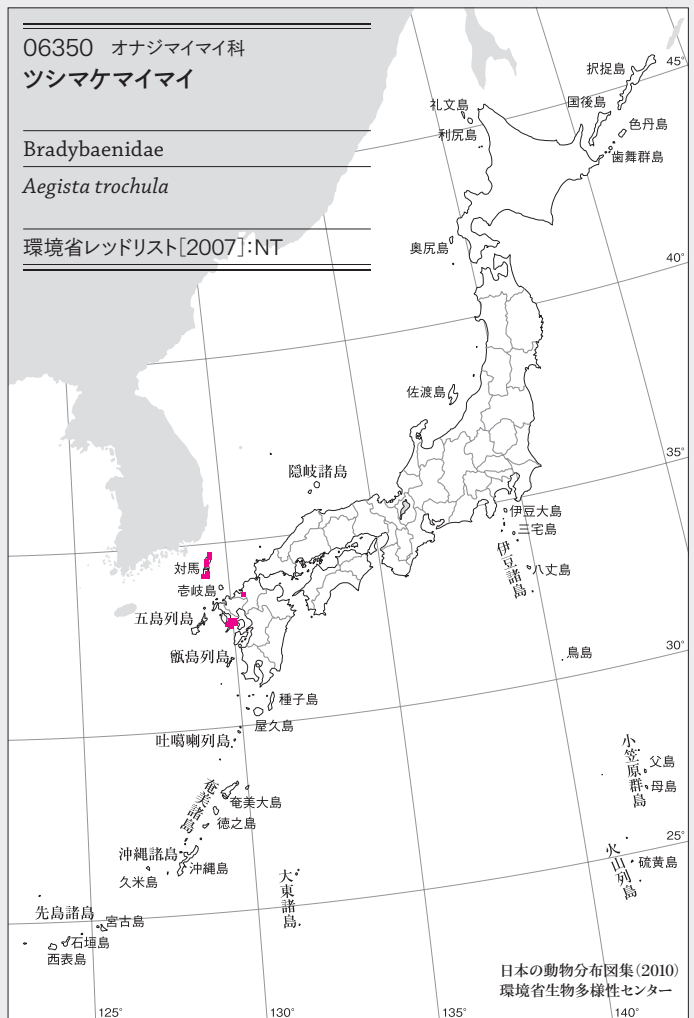 06350 オナジマイマイ科
ツシマケマイマイ
Bradybaenidae
Aegista trochula
環境省レッドリスト[2007]:NT
45°
択捉島
国後島
礼文島
色丹島
利尻島
歯舞群島
奥尻島
40°
佐渡島
35°
隠岐諸島
伊豆大島
三宅島
伊豆諸島
八丈島
対馬
壱岐島
五島列島
甑島列島
鳥島
30°
種子島
屋久島
吐噶喇列島
小笠原群島
父島
母島
奄美諸島
奄美大島
徳之島
25°
沖縄諸島
沖縄島
久米島
火山列島
硫黄島
大東諸島
先島諸島
宮古島
石垣島
西表島
日本の動物分布図集(2010)
環境省生物多様性センター
125°
130°
135°
140°